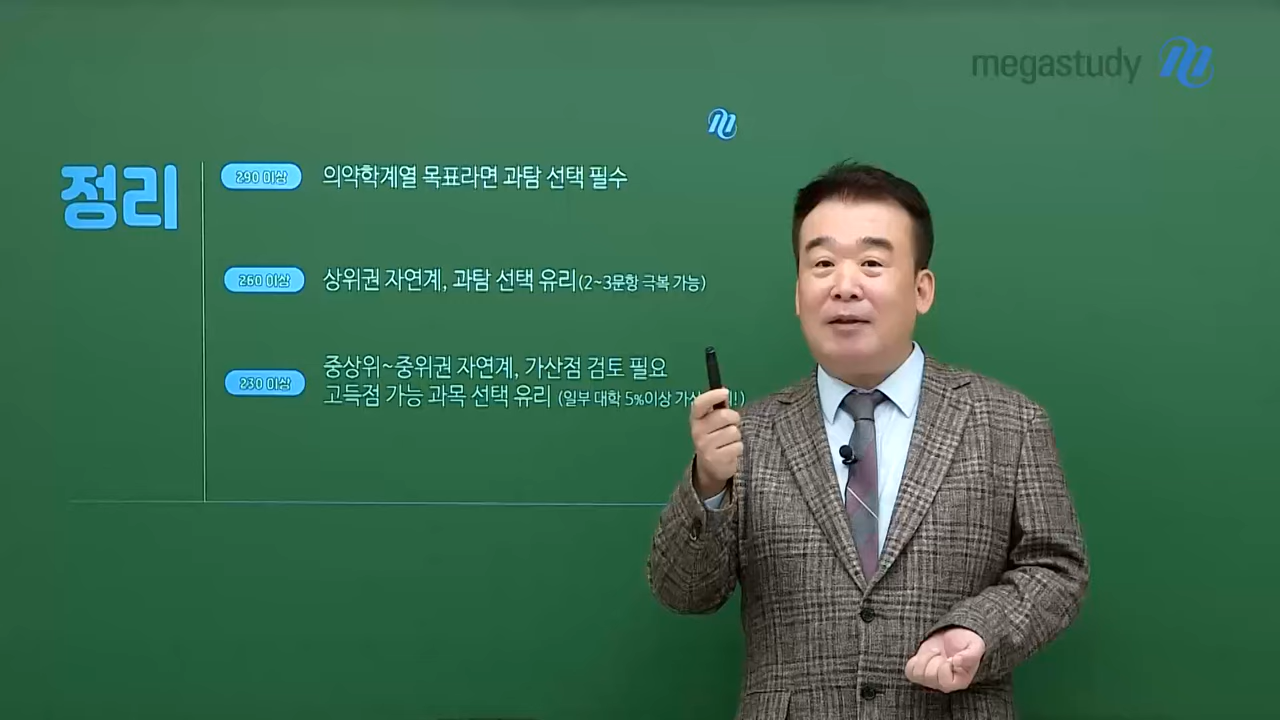 megastudy
정리
290 이상
의약학계열 목표라면 과탐 선택 필수
260 이상
상위권 자연계, 과탐 선택 유리(2~3문항 극복 가능)
230 이상
중상위~중위권 자연계, 가산점 검토 필요
고득점 가능 과목 선택 유리 (일부 대학 5%이상 !)